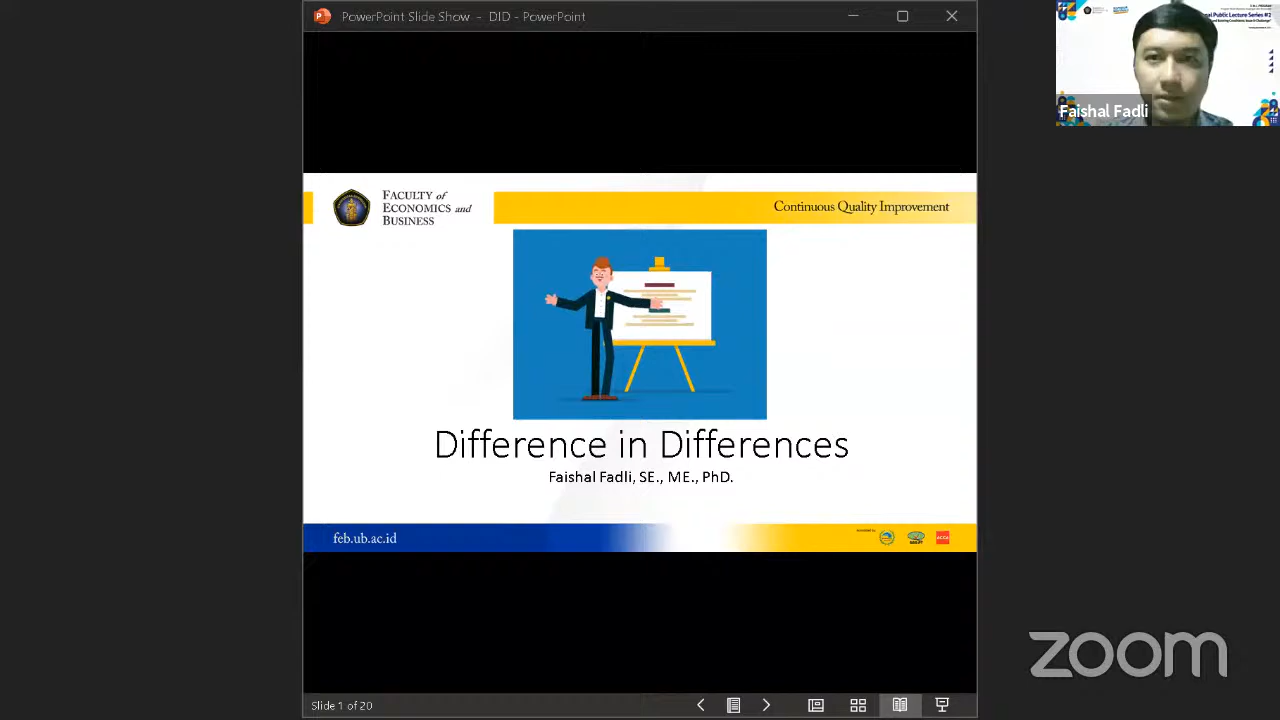 PowerPoint Slide Show - DID - PowerPoint
Faishal Fadli
FACULTY of
ECONOMICS and
BUSINESS
Continuous Quality Improvement
Difference in Differences
Faishal Fadli, SE., ME., PhD.
feb.ub.ac.id
ACCA
zoom
Slide 1 of 20